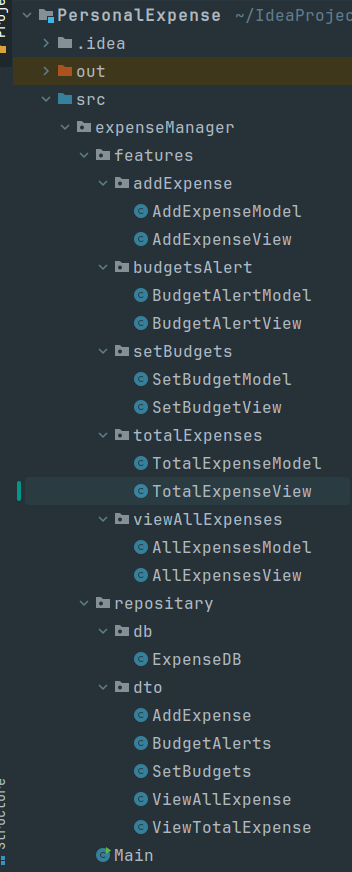 PersonalExpense ~/IdeaProjec
.idea
out
src
expenseManager
features
addExpense
AddExpenseModel
AddExpenseView
budgetsAlert
BudgetAlertModel
BudgetAlertView
setBudgets
SetBudgetModel
SetBudgetView
totalExpenses
TotalExpenseModel
TotalExpenseView
viewAllExpenses
AllExpensesModel
AllExpensesView
repositary
db
ExpenseDB
dto
AddExpense
BudgetAlerts
SetBudgets
ViewAllExpense
ViewTotalExpense
Main
Structure